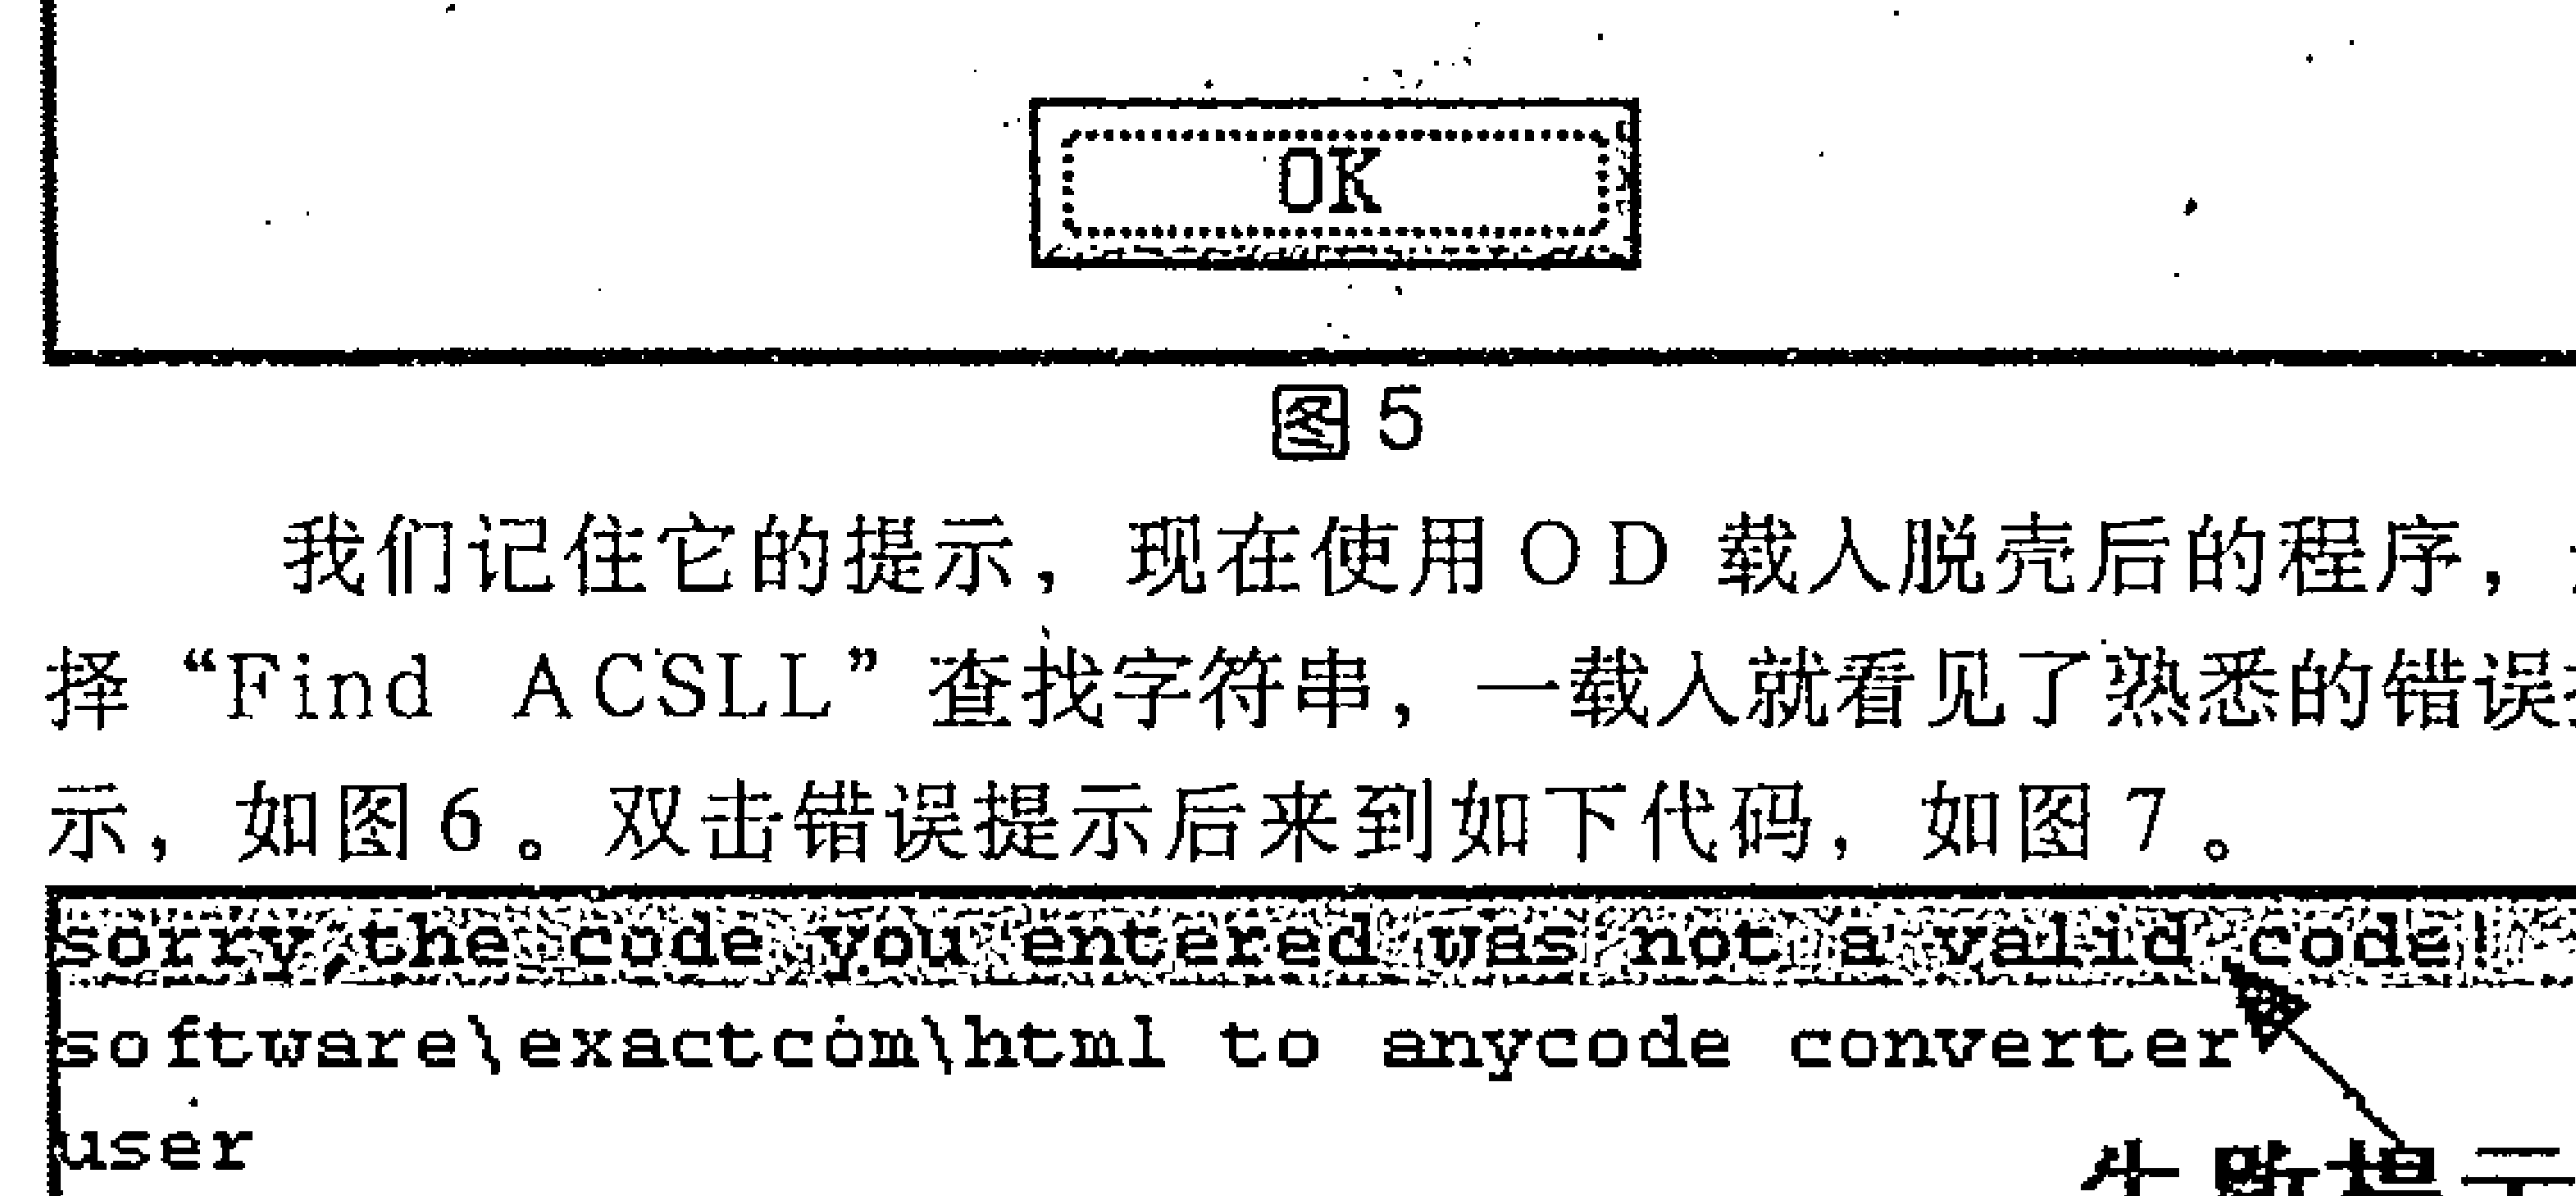 OK
图5
我们记住它的提示，现在使用OD 载入脱壳后的程序，
择“Find ACSLL”查找字符串，一载入就看见了熟悉的错误
示，如图6。双击错误提示后来到如下代码，如图7。
sorry,the code you entered was not a valid code!
software\exactcom\html to anycode converter
user
失败提示